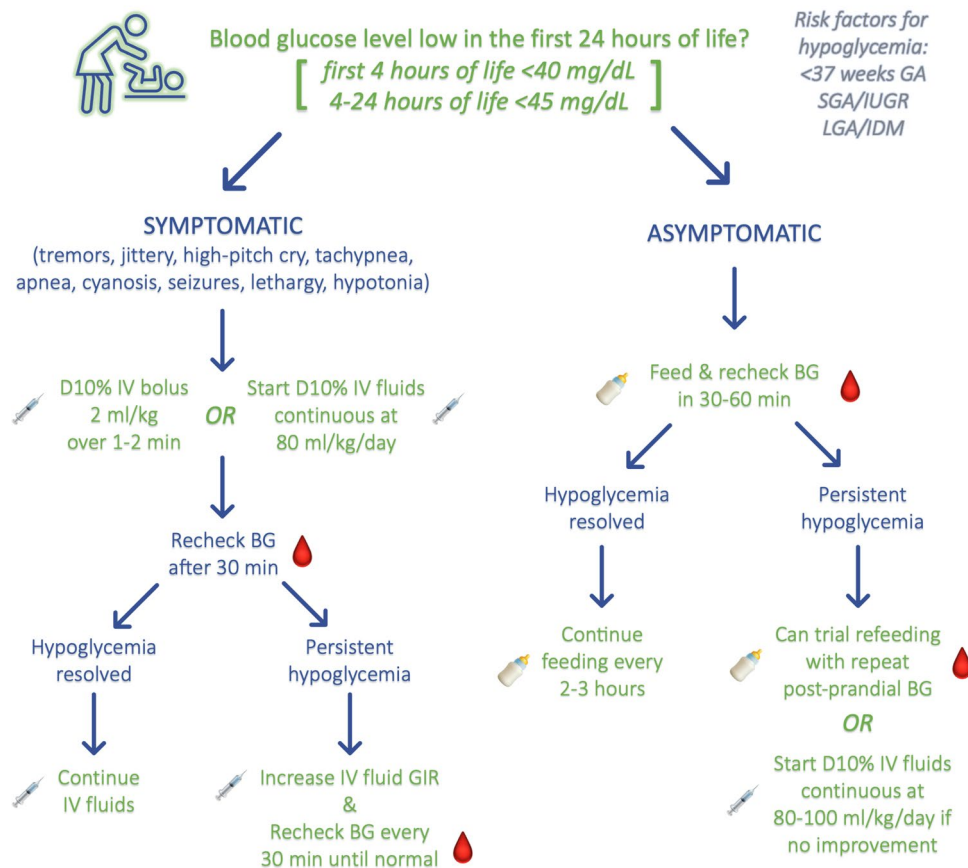 Blood glucose level low in the first 24 hours of life?
[ first 4 hours of life <40 mg/dL
4-24 hours of life <45 mg/dL ]
Risk factors for
hypoglycemia:
<37 weeks GA
SGA/IUGR
LGA/IDM
SYMPTOMATIC
(tremors, jittery, high-pitch cry, tachypnea,
apnea, cyanosis, seizures, lethargy, hypotonia)
D10% IV bolus
2 ml/kg
over 1-2 min
OR
Start D10% IV fluids
continuous at
80 ml/kg/day
Recheck BG
after 30 min
Hypoglycemia
resolved
Continue
IV fluids
Persistent
hypoglycemia
Increase IV fluid GIR
&
Recheck BG every
30 min until normal
ASYMPTOMATIC
Feed & recheck BG
in 30-60 min
Hypoglycemia
resolved
Continue
feeding every
2-3 hours
Persistent
hypoglycemia
Can trial refeeding
with repeat
post-prandial BG
OR
Start D10% IV fluids
continuous at
80-100 ml/kg/day if
no improvement